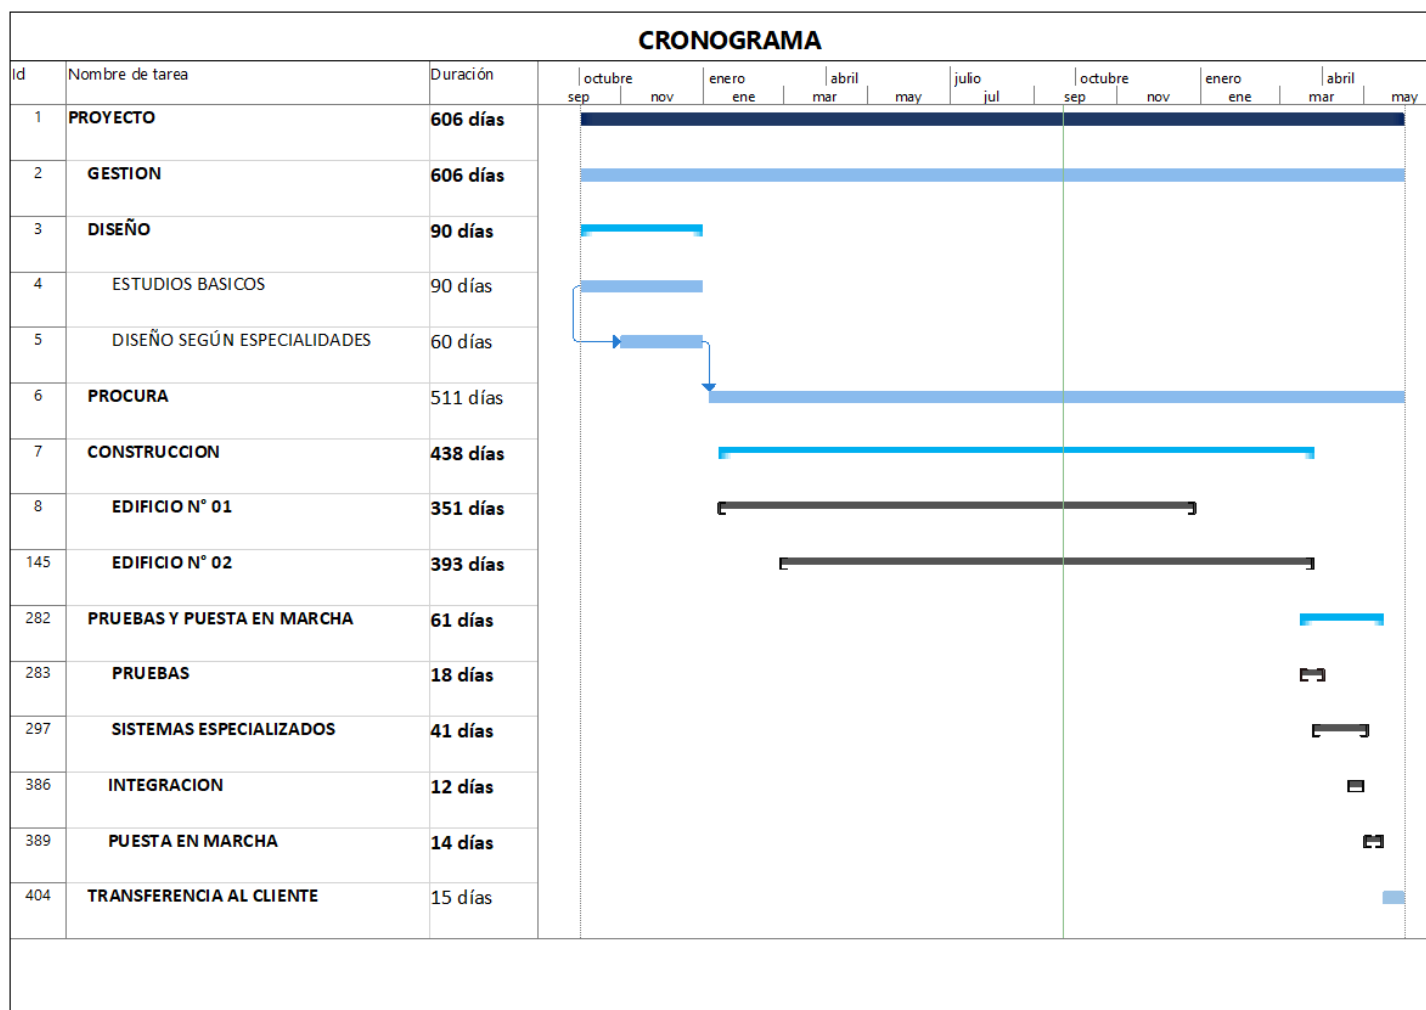 CRONOGRAMA
Id Nombre de tarea Duración octubre enero abril julio octubre enero abril
sep nov ene mar may jul sep nov ene mar may
1 PROYECTO 606 días
2 GESTION 606 días
3 DISEÑO 90 días
4 ESTUDIOS BASICOS 90 días
5 DISEÑO SEGÚN ESPECIALIDADES 60 días
6 PROCURA 511 días
7 CONSTRUCCION 438 días
8 EDIFICIO N° 01 351 días
145 EDIFICIO N° 02 393 días
282 PRUEBAS Y PUESTA EN MARCHA 61 días
283 PRUEBAS 18 días
297 SISTEMAS ESPECIALIZADOS 41 días
386 INTEGRACION 12 días
389 PUESTA EN MARCHA 14 días
404 TRANSFERENCIA AL CLIENTE 15 días